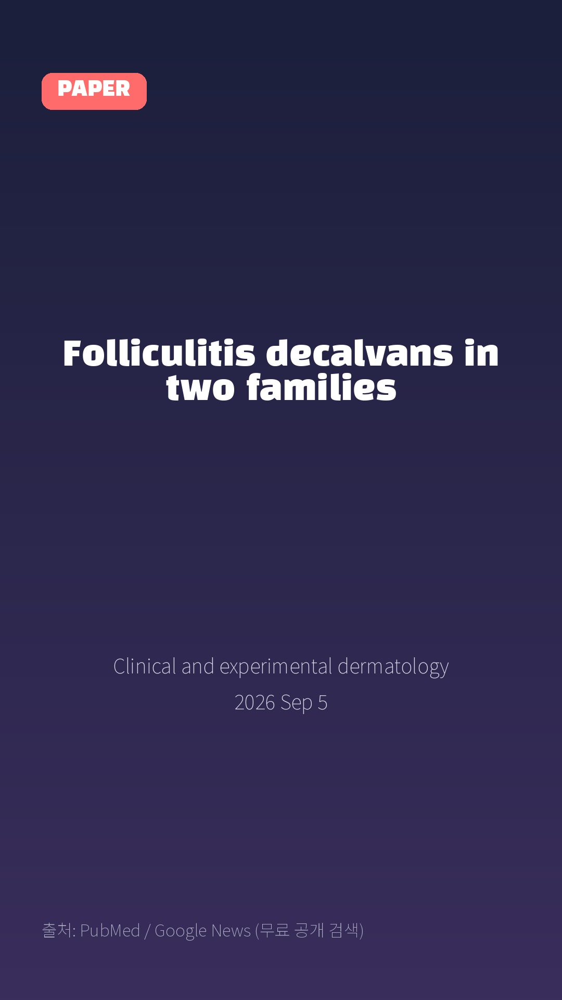 PAPER
Folliculitis decalvans in
two families
Clinical and experimental dermatology
2026 Sep 5
출처: PubMed / Google News (무료 공개 검색)